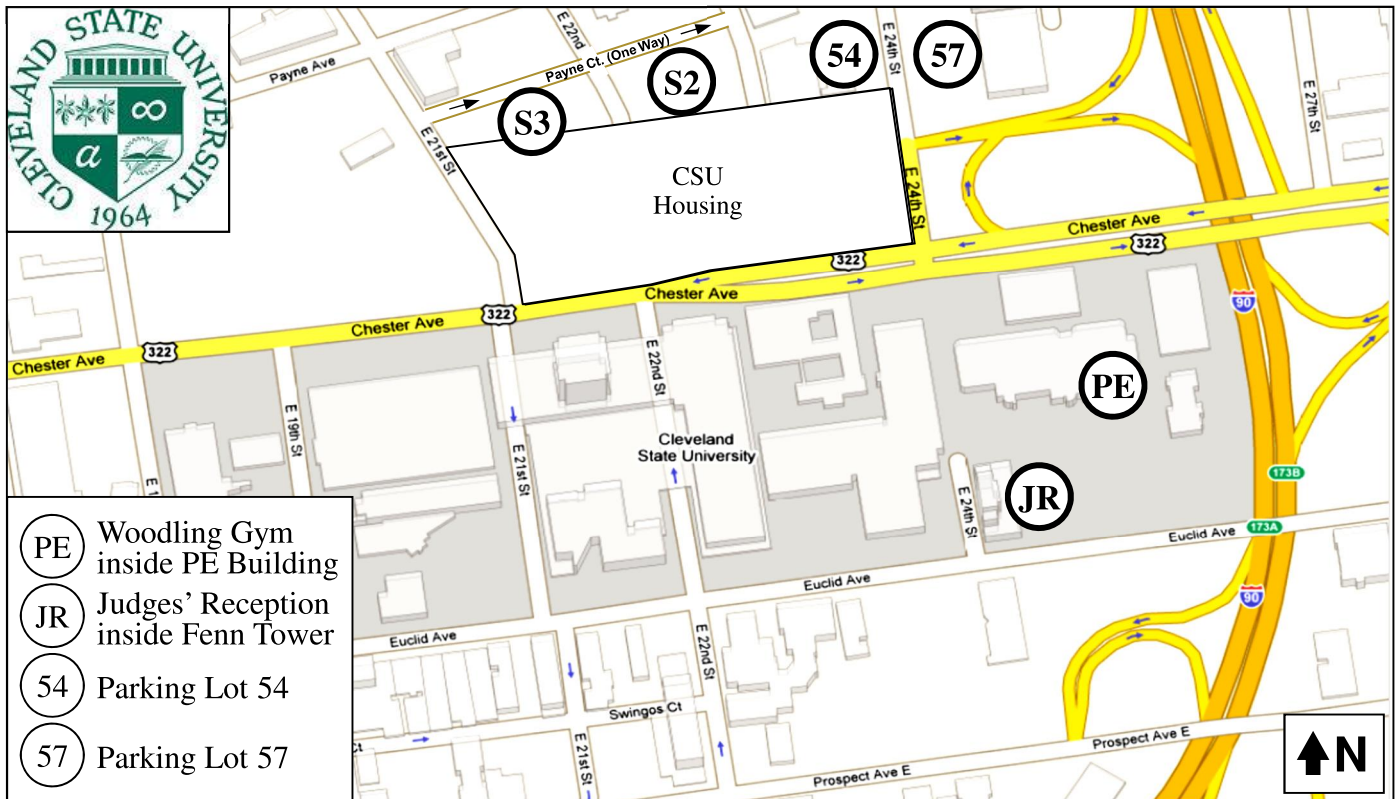 CLEVELAND STATE UNIVERSITY
∞
α
1964
Payne Ave
E 22nd
Payne Ct. (One Way)
S2
S3
54
E 24th St
57
E 27th St
E 21st St
CSU
Housing
E 24th St
Chester Ave
322
322
Chester Ave
90
322
Chester Ave
322
Chester Ave
E 22nd St
PE
E 19th St
E 21st St
Cleveland
State University
173B
JR
E 24th St
173A
Euclid Ave
Euclid Ave
90
Euclid Ave
E 22nd St
Swingos Ct
E 21st St
Ct
Prospect Ave E
Prospect Ave E
PE Woodling Gym
inside PE Building
JR Judges’ Reception
inside Fenn Tower
54 Parking Lot 54
57 Parking Lot 57
N